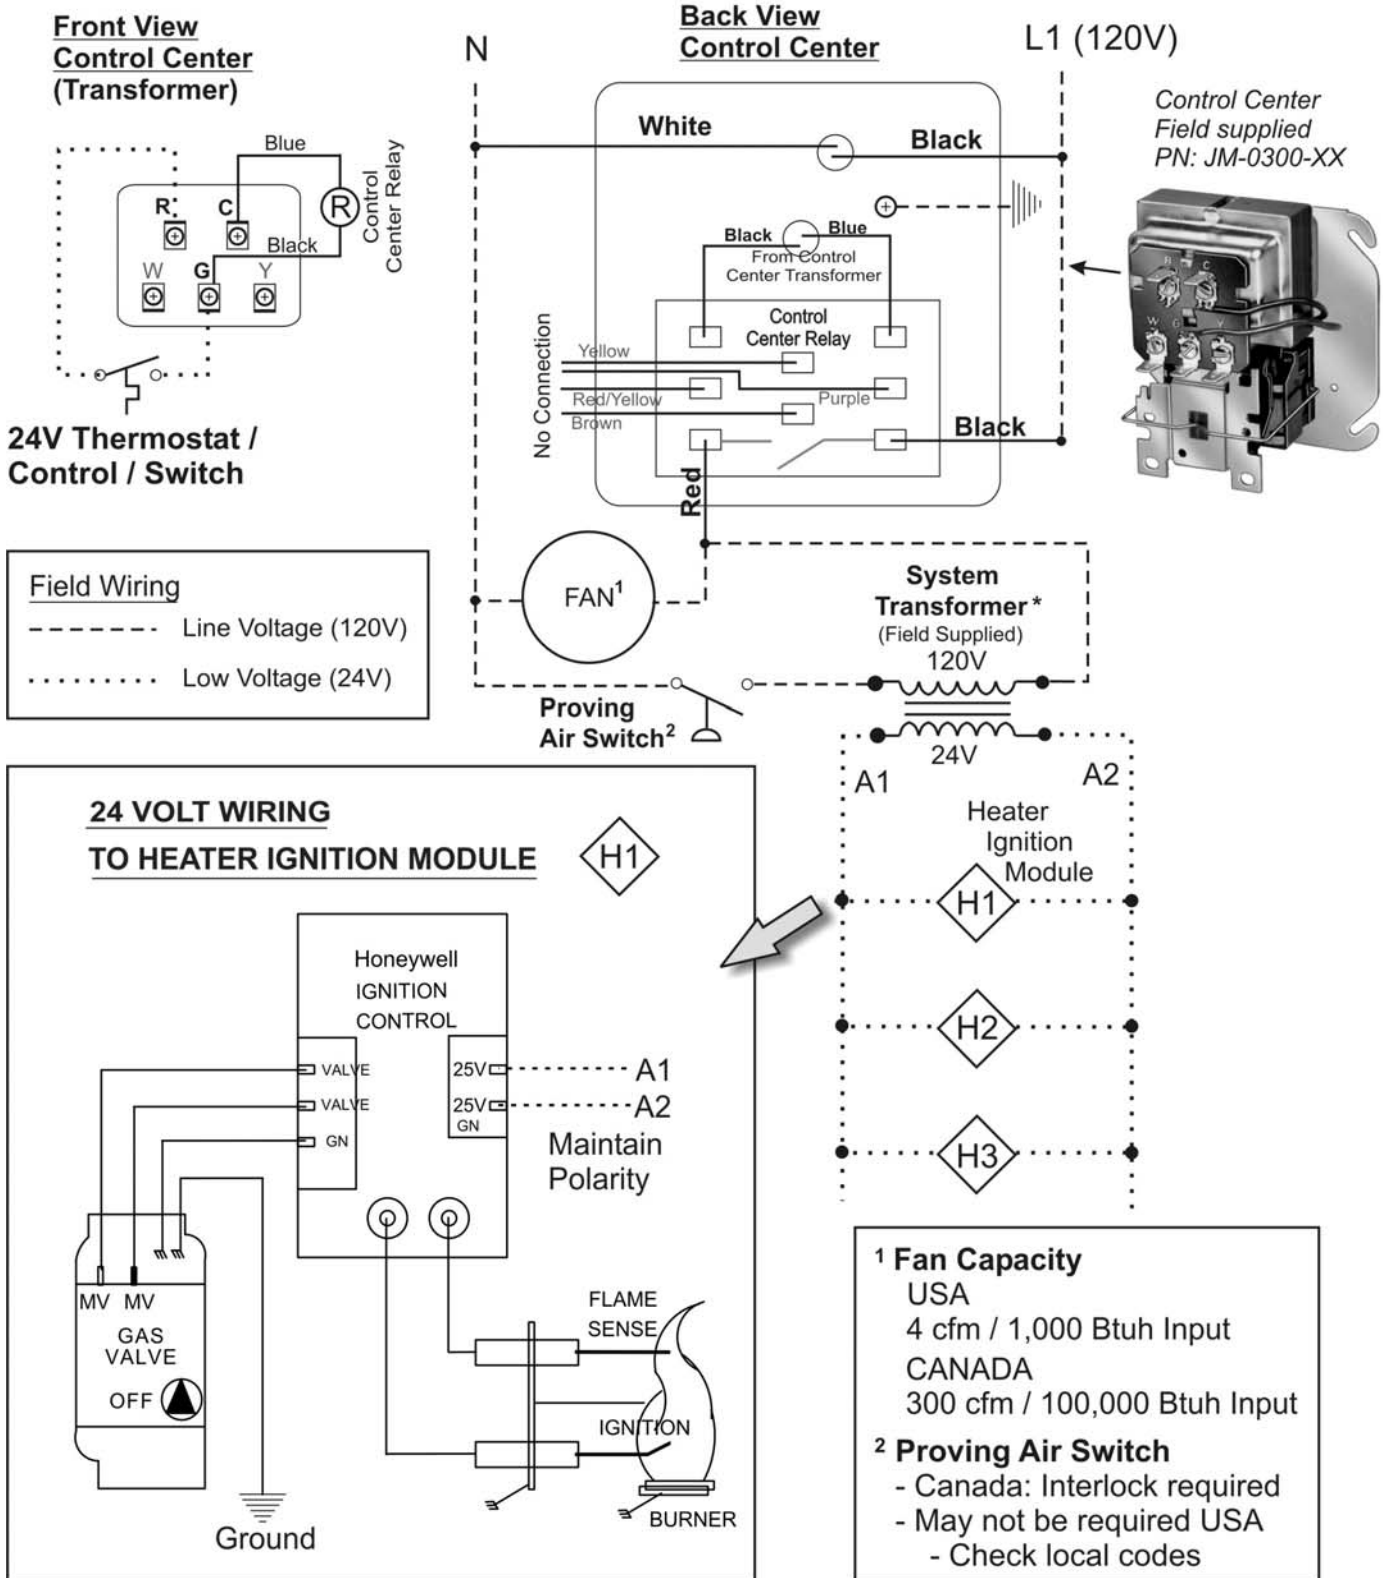 Front View
Control Center
(Transformer)
Blue
R
C
R
Control
Center Relay
Black
W
G
Y
24V Thermostat /
Control / Switch
N
Back View
Control Center
L1 (120V)
White
Black
Black
Blue
From Control
Center Transformer
Control
Center Relay
No Connection
Yellow
Red/Yellow
Purple
Brown
Black
Red
Control Center
Field supplied
PN: JM-0300-XX
R C
W G Y
Field Wiring
Line Voltage (120V)
Low Voltage (24V)
FAN¹
System
Transformer *
(Field Supplied)
120V
Proving
Air Switch²
24V
A1
A2
Heater
Ignition
Module
H1
H2
H3
24 VOLT WIRING
TO HEATER IGNITION MODULE
H1
Honeywell
IGNITION
CONTROL
VALVE
VALVE
GN
25V
25V
GN
A1
A2
Maintain
Polarity
MV MV
GAS
VALVE
OFF
Ground
FLAME
SENSE
IGNITION
BURNER
¹ Fan Capacity
USA
4 cfm / 1,000 Btuh Input
CANADA
300 cfm / 100,000 Btuh Input
² Proving Air Switch
- Canada: Interlock required
- May not be required USA
- Check local codes